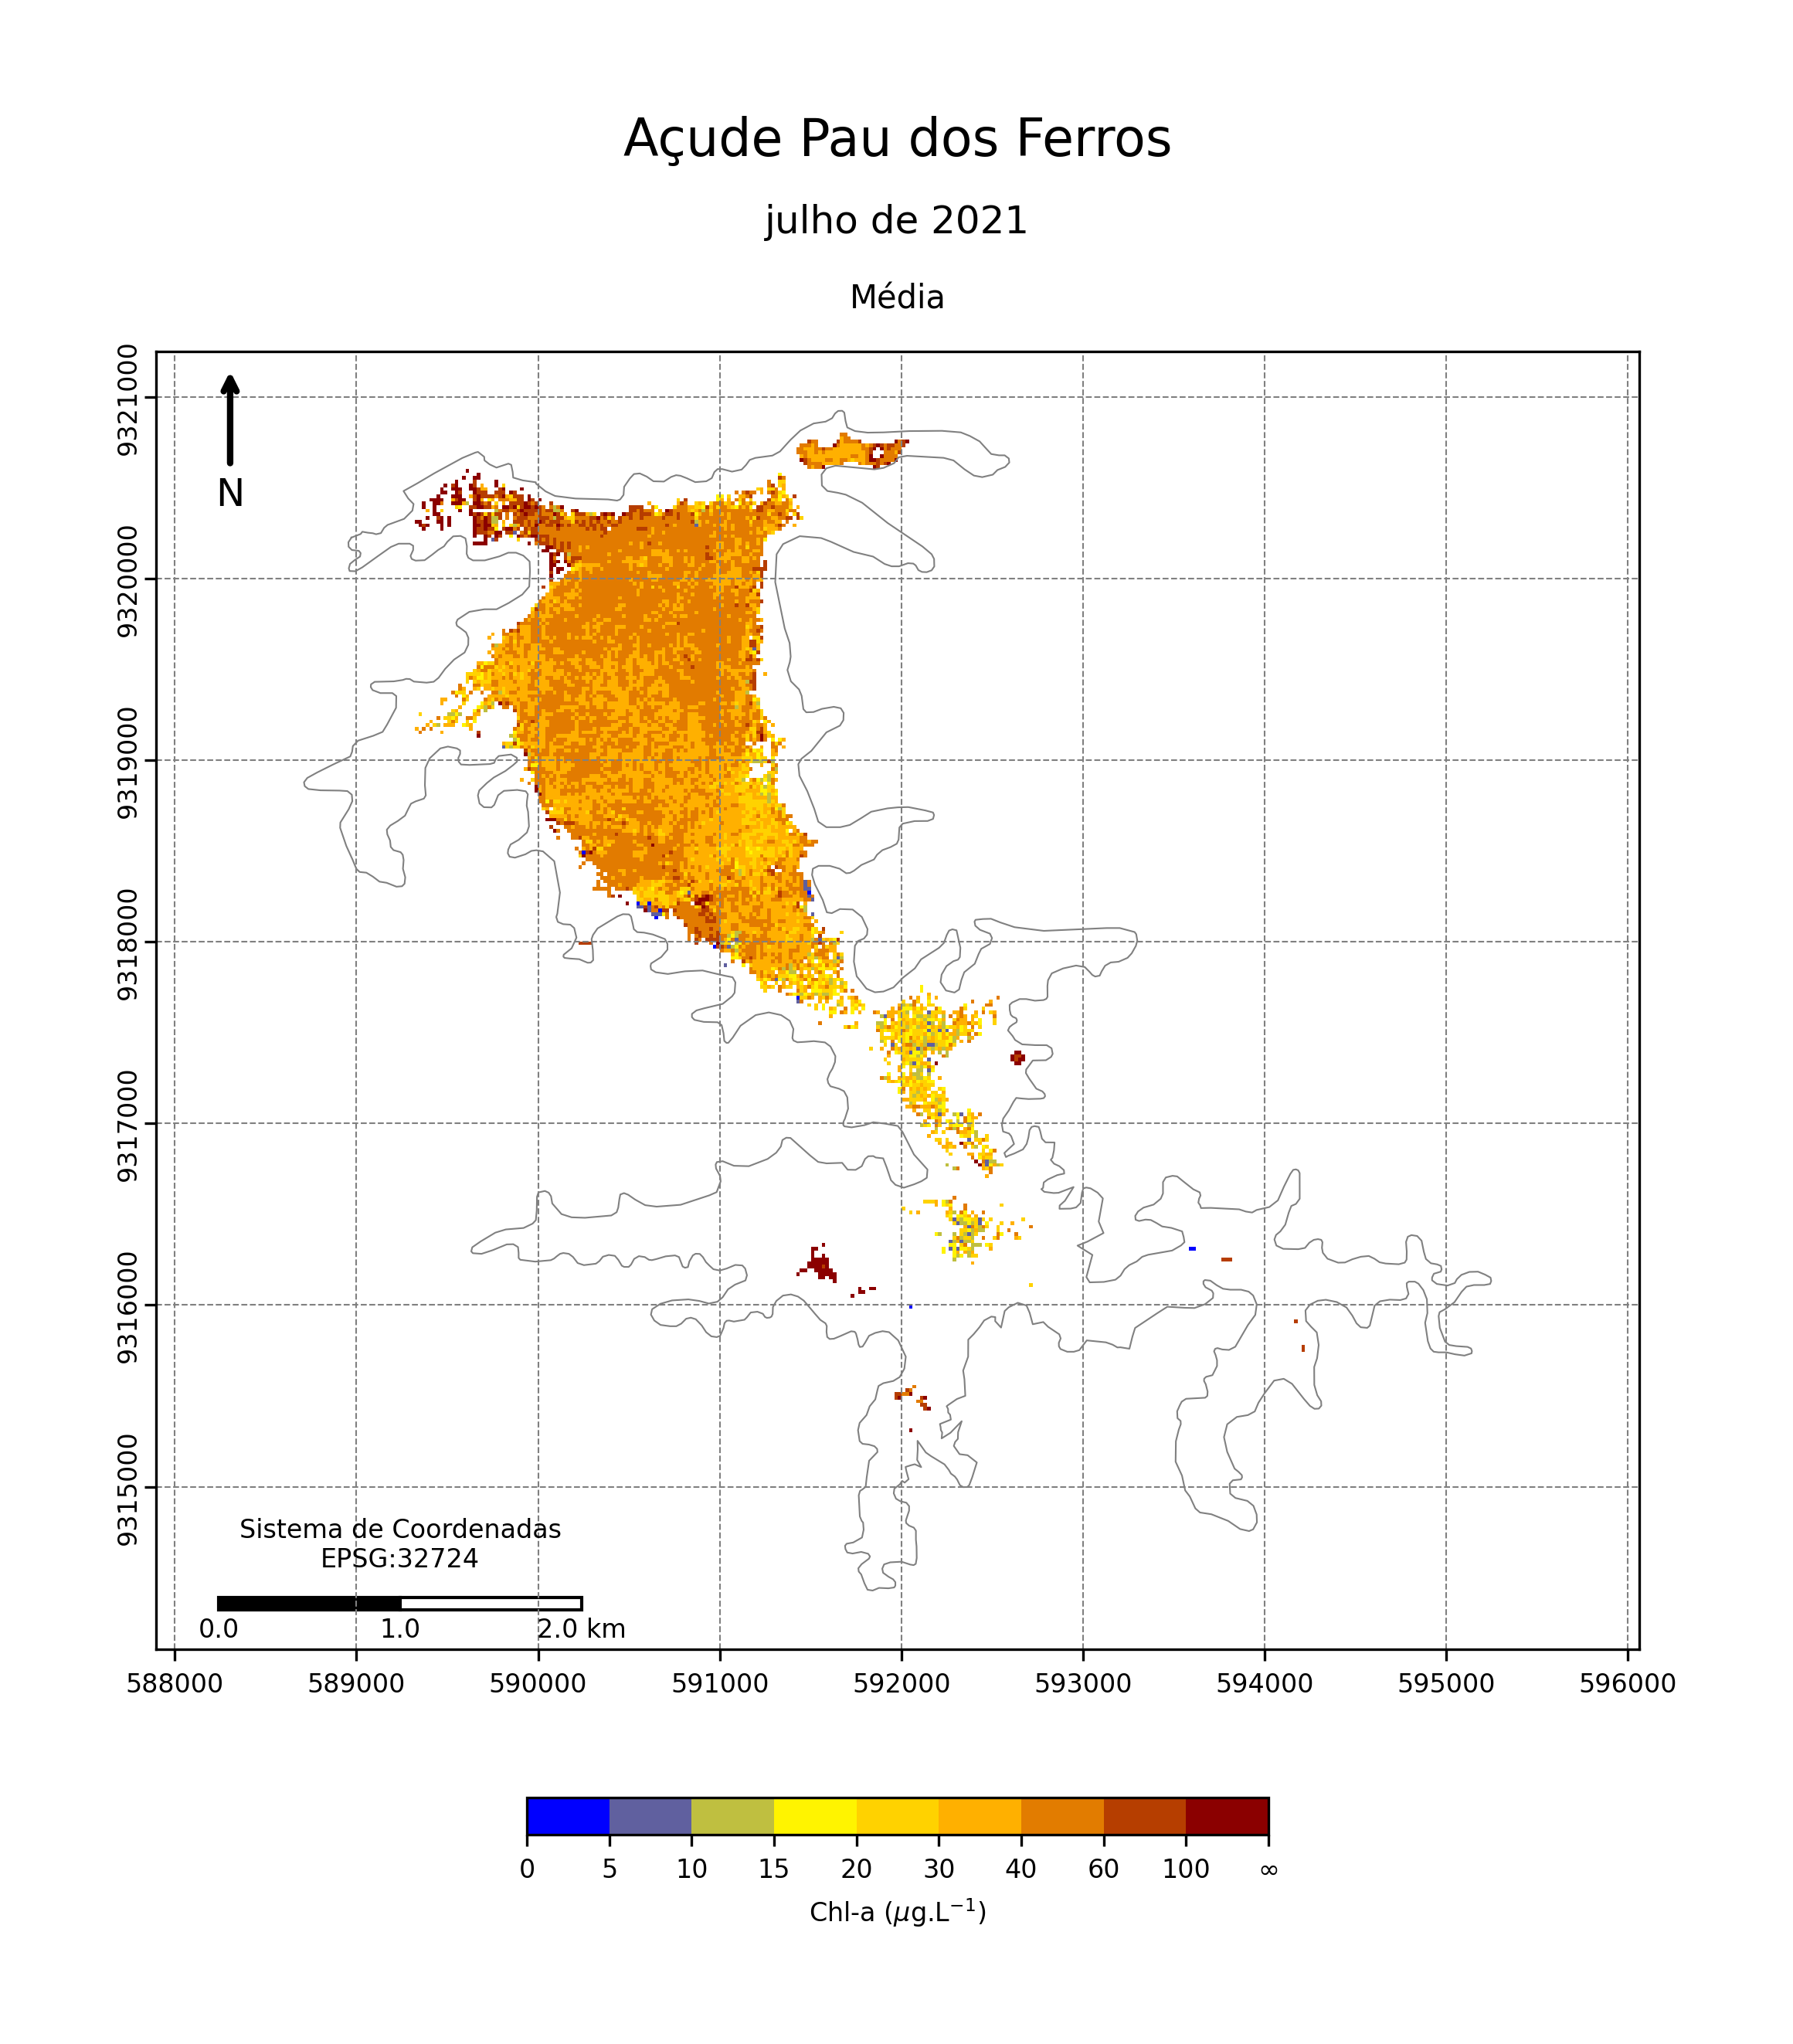 Açude Pau dos Ferros
julho de 2021
Média
9321000
9320000
9319000
9318000
9317000
9316000
9315000
N
Sistema de Coordenadas
EPSG:32724
0.0 1.0 2.0 km
588000 589000 590000 591000 592000 593000 594000 595000 596000
0 5 10 15 20 30 40 60 100 ∞
Chl-a (μg.L⁻¹)